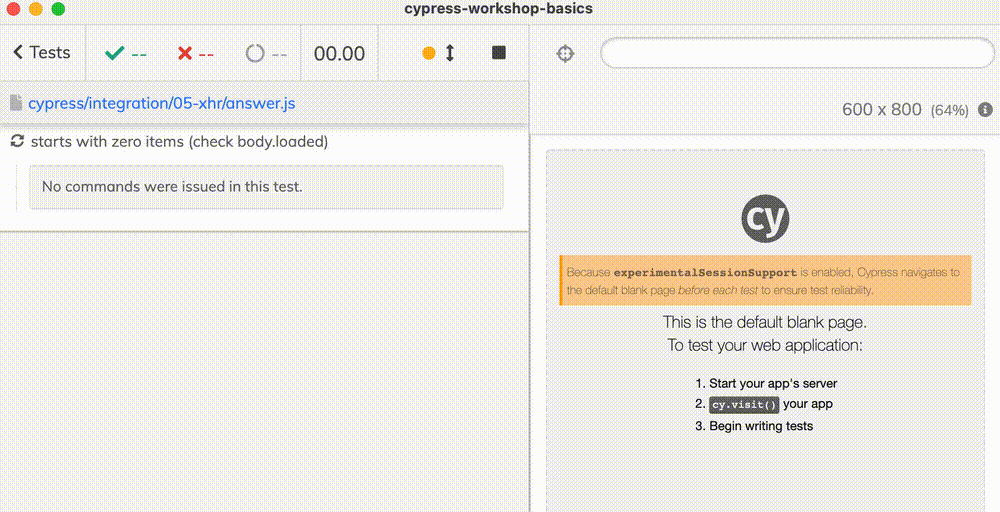 cypress-workshop-basics
Tests -- -- -- 00.00
cypress/integration/05-xhr/answer.js
600 x 800 (64%)
starts with zero items (check body.loaded)
No commands were issued in this test.
cy
Because experimentalSessionSupport is enabled, Cypress navigates to
the default blank page before each test to ensure test reliability.
This is the default blank page.
To test your web application:
1. Start your app's server
2. cy.visit() your app
3. Begin writing tests